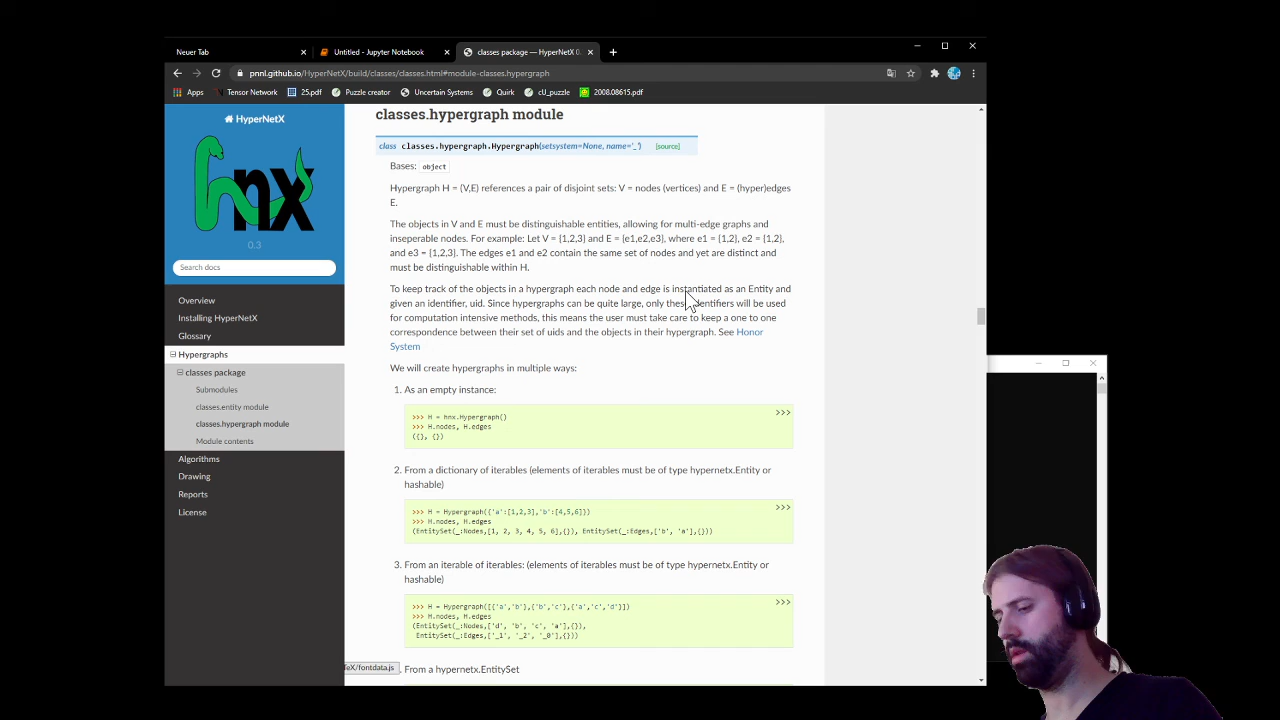 Neuer Tab
Untitled - Jupyter Notebook
classes package — HyperNetX 0.
pnnl.github.io/HyperNetX/build/classes/classes.html#module-classes.hypergraph
Apps
Tensor Network
25.pdf
Puzzle creator
Uncertain Systems
Quirk
cU_puzzle
2008.08615.pdf
HyperNetX
hnx
0.3
Search docs
Overview
Installing HyperNetX
Glossary
Hypergraphs
classes package
Submodules
classes.entity module
classes.hypergraph module
Module contents
Algorithms
Drawing
Reports
License
classes.hypergraph module
class classes.hypergraph.Hypergraph(setsystem=None, name='_') [source]
Bases: object
Hypergraph H = (V,E) references a pair of disjoint sets: V = nodes (vertices) and E = (hyper)edges
E.
The objects in V and E must be distinguishable entities, allowing for multi-edge graphs and
inseperable nodes. For example: Let V = {1,2,3} and E = {e1,e2,e3}, where e1 = {1,2}, e2 = {1,2},
and e3 = {1,2,3}. The edges e1 and e2 contain the same set of nodes and yet are distinct and
must be distinguishable within H.
To keep track of the objects in a hypergraph each node and edge is instantiated as an Entity and
given an identifier, uid. Since hypergraphs can be quite large, only these identifiers will be used
for computation intensive methods, this means the user must take care to keep a one to one
correspondence between their set of uids and the objects in their hypergraph. See Honor
System
We will create hypergraphs in multiple ways:
1. As an empty instance:
>>> H = hnx.Hypergraph() >>>
>>> H.nodes, H.edges
({}, {})
2. From a dictionary of iterables (elements of iterables must be of type hypernetx.Entity or
hashable)
>>> H = Hypergraph({'a':[1,2,3],'b':[4,5,6]}) >>>
>>> H.nodes, H.edges
(EntitySet(_:Nodes,[1, 2, 3, 4, 5, 6],{}), EntitySet(_:Edges,['b', 'a'],{}))
3. From an iterable of iterables: (elements of iterables must be of type hypernetx.Entity or
hashable)
>>> H = Hypergraph([{'a','b'},{'b','c'},{'a','c','d'}]) >>>
>>> H.nodes, H.edges
(EntitySet(_:Nodes,['d', 'b', 'c', 'a'],{}),
EntitySet(_:Edges,['_1', '_2', '_0'],{}))
From a hypernetx.EntitySet
TeX/fontdata.js